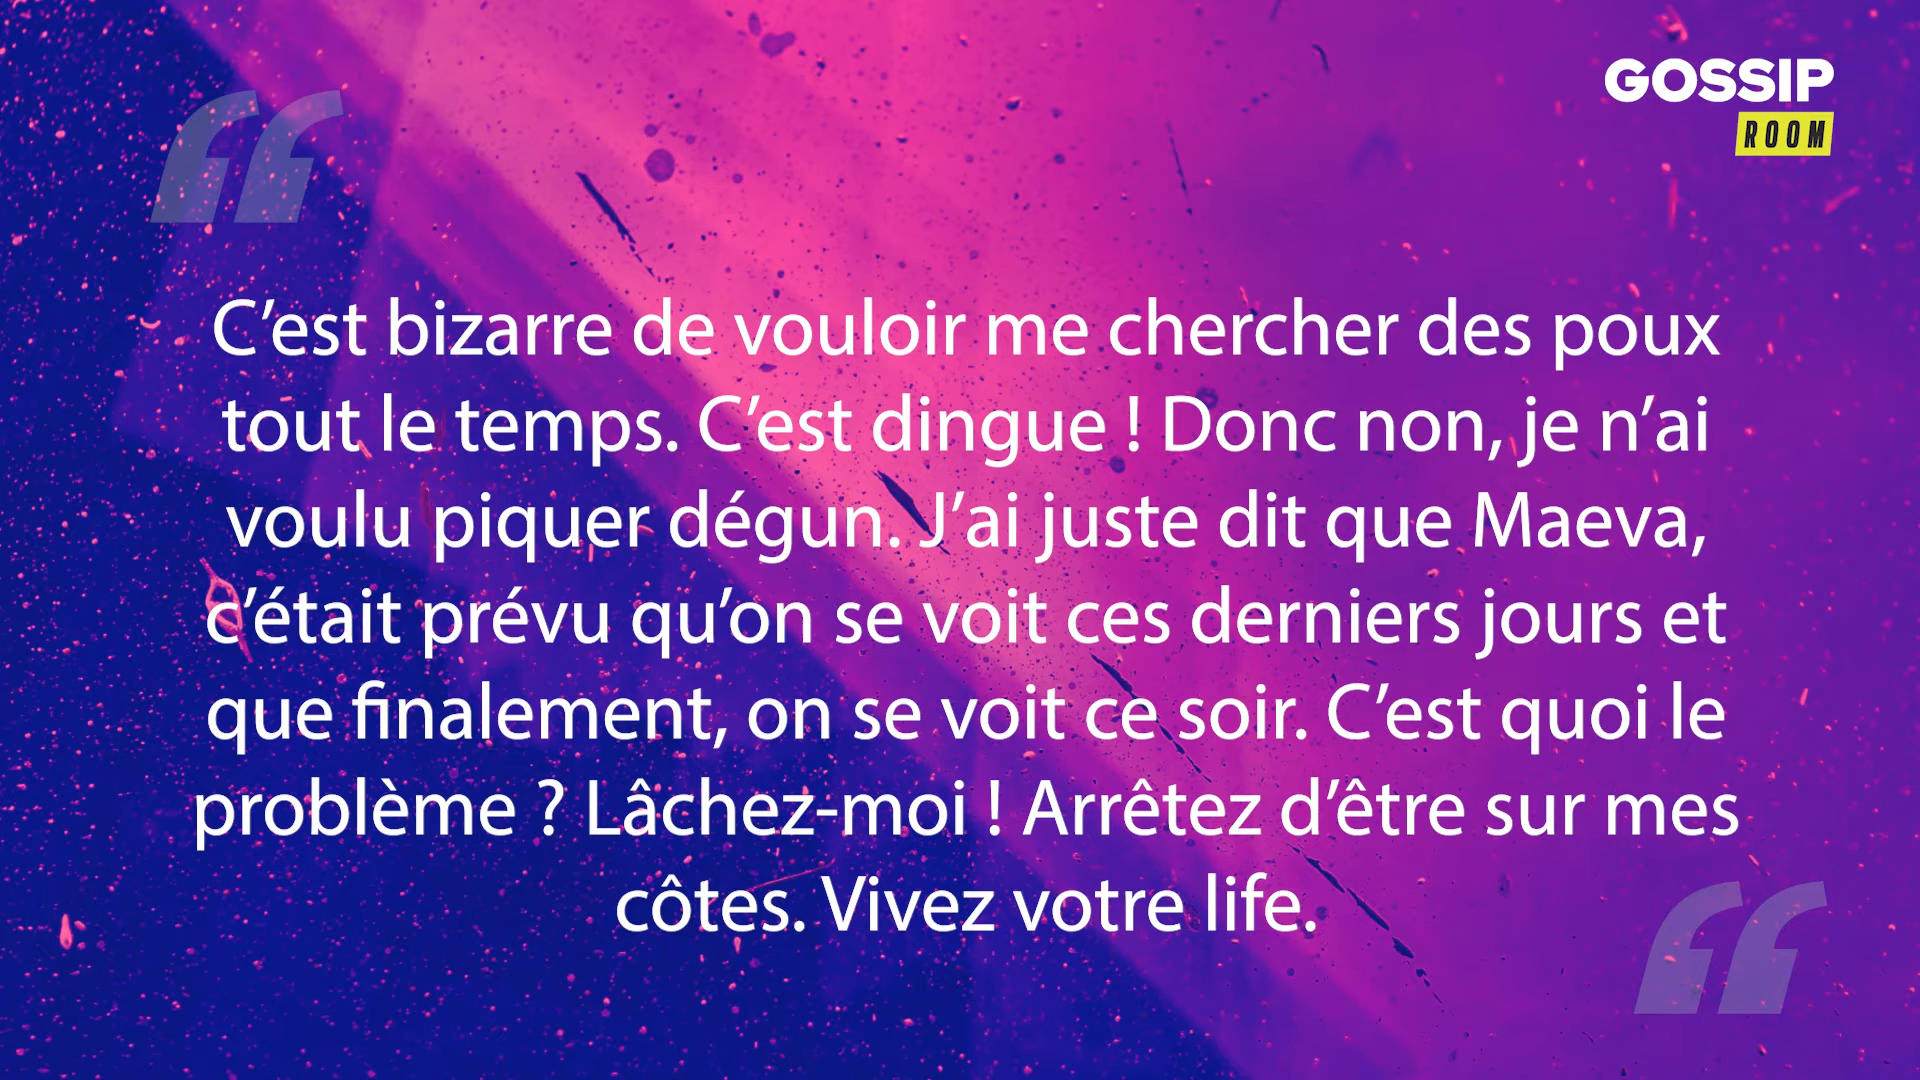 GOSSIP
ROOM
C’est bizarre de vouloir me chercher des poux
tout le temps. C’est dingue ! Donc non, je n’ai
voulu piquer dégun. J’ai juste dit que Maeva,
c’était prévu qu’on se voit ces derniers jours et
que finalement, on se voit ce soir. C’est quoi le
problème ? Lâchez-moi ! Arrêtez d’être sur mes
côtes. Vivez votre life.